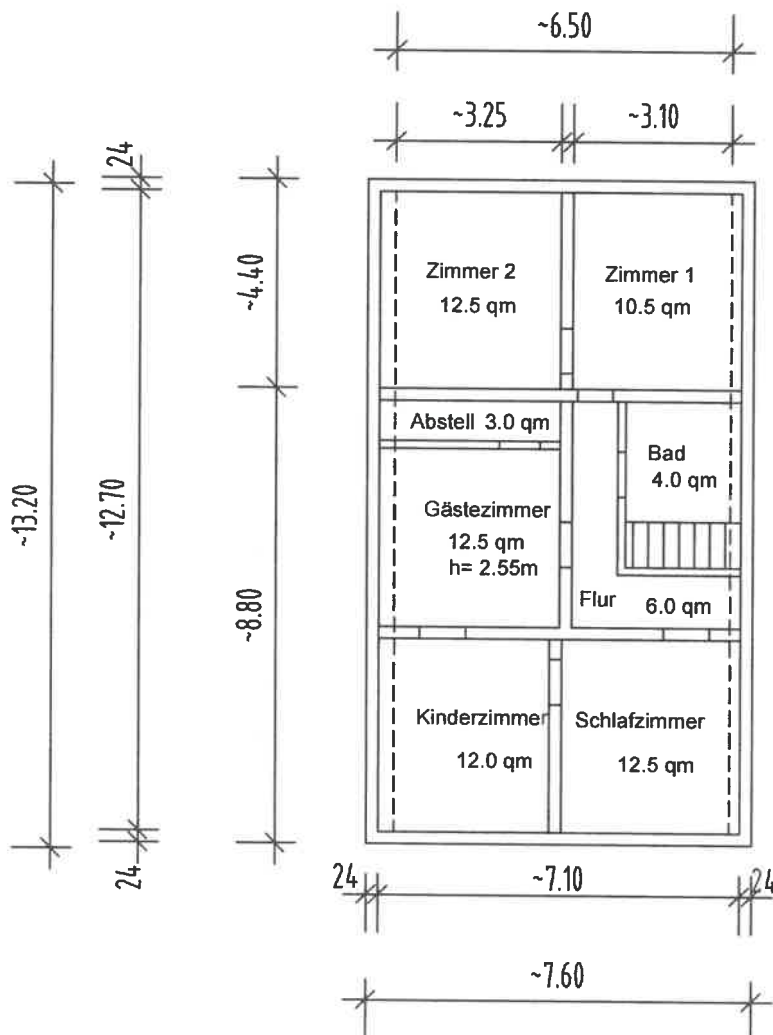 ~6.50
~3.25
~3.10
24
~4.40
~13.20
~12.70
~8.80
24
Zimmer 2
12.5 qm
Zimmer 1
10.5 qm
Abstell 3.0 qm
Bad
4.0 qm
Gästezimmer
12.5 qm
h= 2.55m
Flur
6.0 qm
Kinderzimmer
12.0 qm
Schlafzimmer
12.5 qm
24
~7.10
24
~7.60